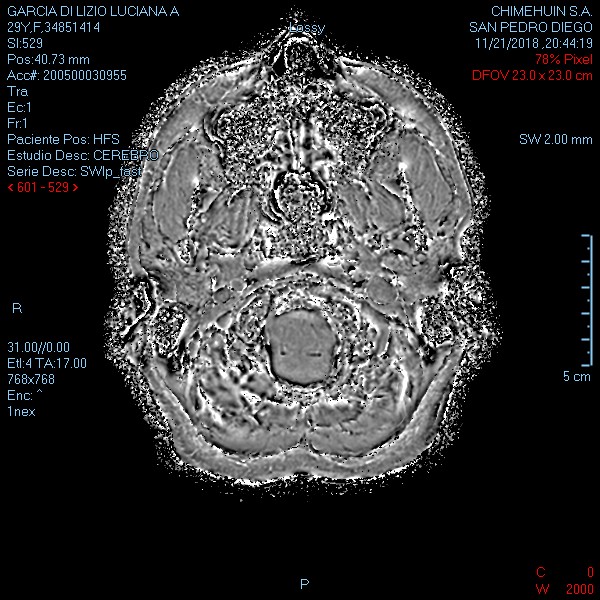 GARCIA DI LIZIO LUCIANA A
29Y,F,34851414
Sl:529
Pos:40.73 mm
Acc#: 200500030955
Tra
Ec:1
Fr:1
Paciente Pos: HFS
Estudio Desc: CEREBRO
Serie Desc: SWIp_fast
< 601 - 529 >
Lossy
CHIMEHUIN S.A.
SAN PEDRO DIEGO
11/21/2018 ,20:44:19
78% Pixel
DFOV 23.0 x 23.0 cm
SW 2.00 mm
R
31.00//0.00
Etl:4 TA:17.00
768x768
Enc: ^
1nex
5 cm
P
C 0
W 2000